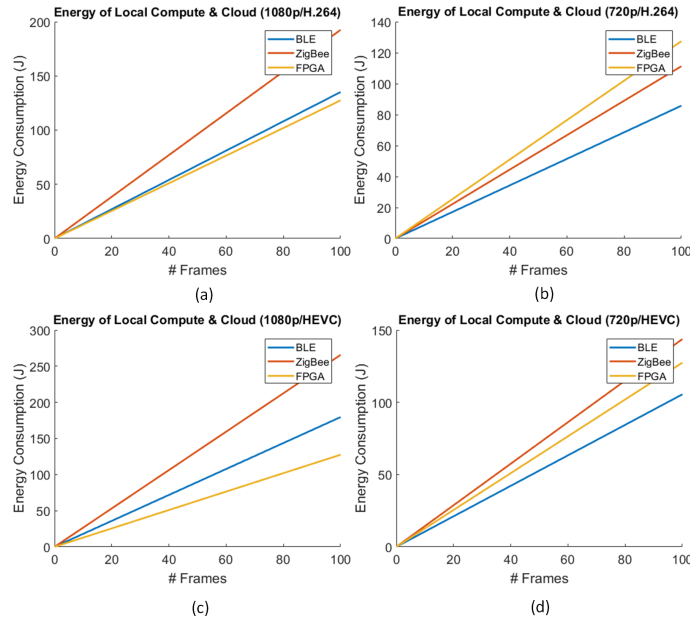 Energy of Local Compute & Cloud (1080p/H.264)
200
150
100
50
0
Energy Consumption (J)
BLE
ZigBee
FPGA
0 20 40 60 80 100
# Frames
(a)
Energy of Local Compute & Cloud (720p/H.264)
140
120
100
80
60
40
20
0
Energy Consumption (J)
BLE
ZigBee
FPGA
0 20 40 60 80 100
# Frames
(b)
Energy of Local Compute & Cloud (1080p/HEVC)
300
250
200
150
100
50
0
Energy Consumption (J)
BLE
ZigBee
FPGA
0 20 40 60 80 100
# Frames
(c)
Energy of Local Compute & Cloud (720p/HEVC)
150
100
50
0
Energy Consumption (J)
BLE
ZigBee
FPGA
0 20 40 60 80 100
# Frames
(d)